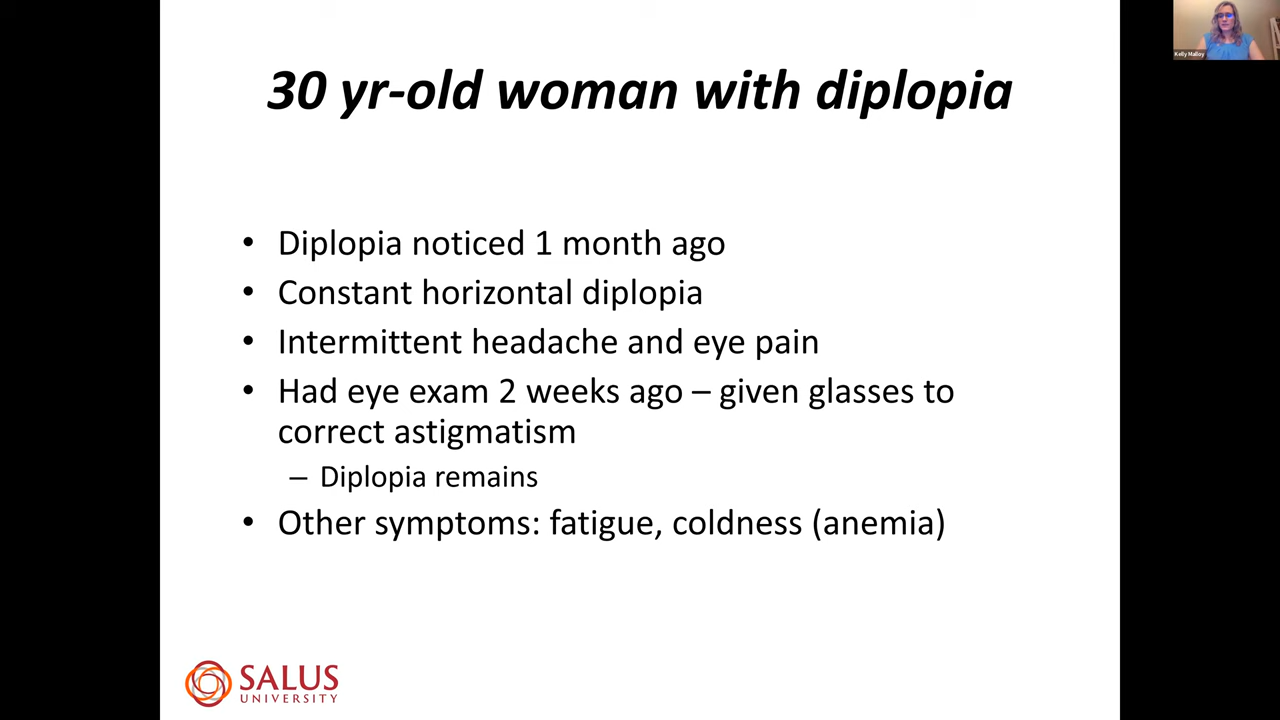 30 yr-old woman with diplopia
Kelly Malloy
• Diplopia noticed 1 month ago
• Constant horizontal diplopia
• Intermittent headache and eye pain
• Had eye exam 2 weeks ago – given glasses to
correct astigmatism
– Diplopia remains
• Other symptoms: fatigue, coldness (anemia)
SALUS
UNIVERSITY